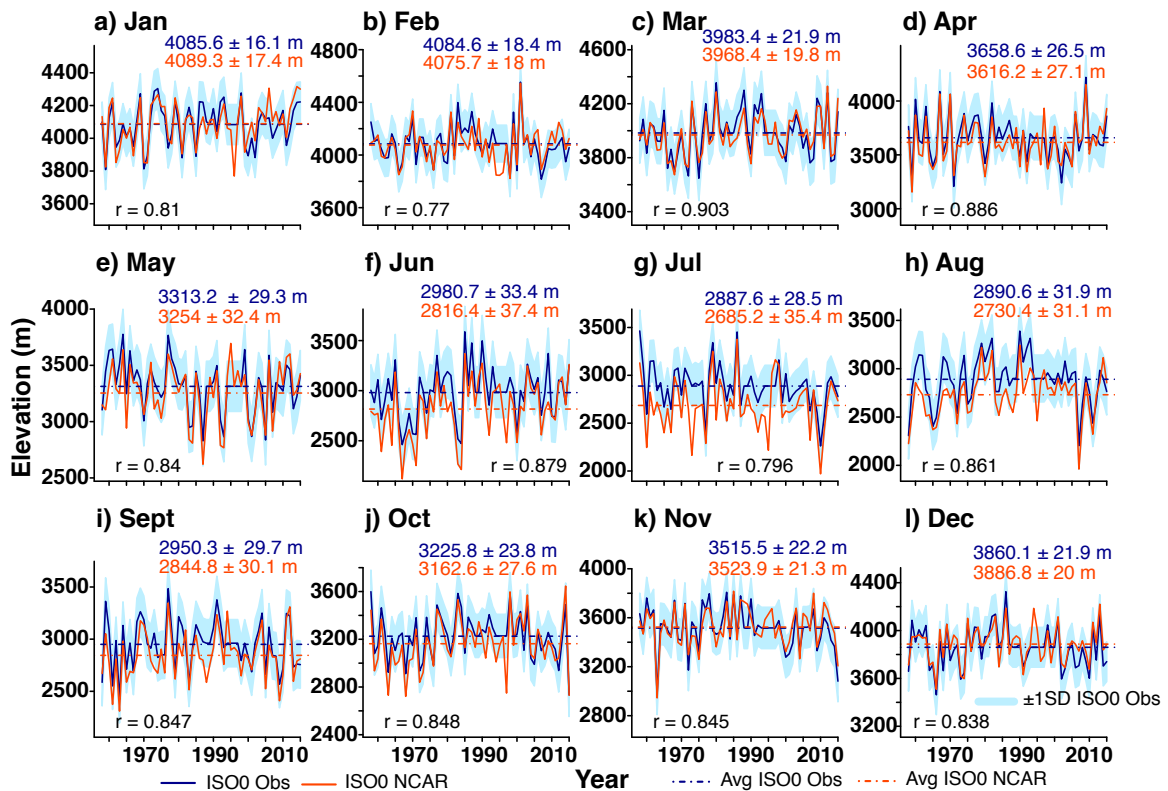 a) Jan
4085.6 ± 16.1 m
4089.3 ± 17.4 m
4400
4200
4000
3800
3600
r = 0.81
b) Feb
4084.6 ± 18.4 m
4075.7 ± 18 m
4800
4400
4000
3600
r = 0.77
c) Mar
3983.4 ± 21.9 m
3968.4 ± 19.8 m
4600
4200
3800
3400
r = 0.903
d) Apr
3658.6 ± 26.5 m
3616.2 ± 27.1 m
4000
3500
3000
r = 0.886
e) May
3313.2 ± 29.3 m
3254 ± 32.4 m
4000
3500
3000
2500
r = 0.84
f) Jun
2980.7 ± 33.4 m
2816.4 ± 37.4 m
3500
3000
2500
r = 0.879
g) Jul
2887.6 ± 28.5 m
2685.2 ± 35.4 m
3500
3000
2500
2000
r = 0.796
h) Aug
2890.6 ± 31.9 m
2730.4 ± 31.1 m
3500
3000
2500
2000
r = 0.861
Elevation (m)
i) Sept
2950.3 ± 29.7 m
2844.8 ± 30.1 m
3500
3000
2500
r = 0.847
1970
1990
2010
j) Oct
3225.8 ± 23.8 m
3162.6 ± 27.6 m
3600
3200
2800
2400
r = 0.848
1970
1990
2010
k) Nov
3515.5 ± 22.2 m
3523.9 ± 21.3 m
4000
3600
3200
2800
r = 0.845
1970
1990
2010
l) Dec
3860.1 ± 21.9 m
3886.8 ± 20 m
4400
4000
3600
3200
±1SD ISO0 Obs
r = 0.838
1970
1990
2010
ISO0 Obs
ISO0 NCAR
Year
Avg ISO0 Obs
Avg ISO0 NCAR